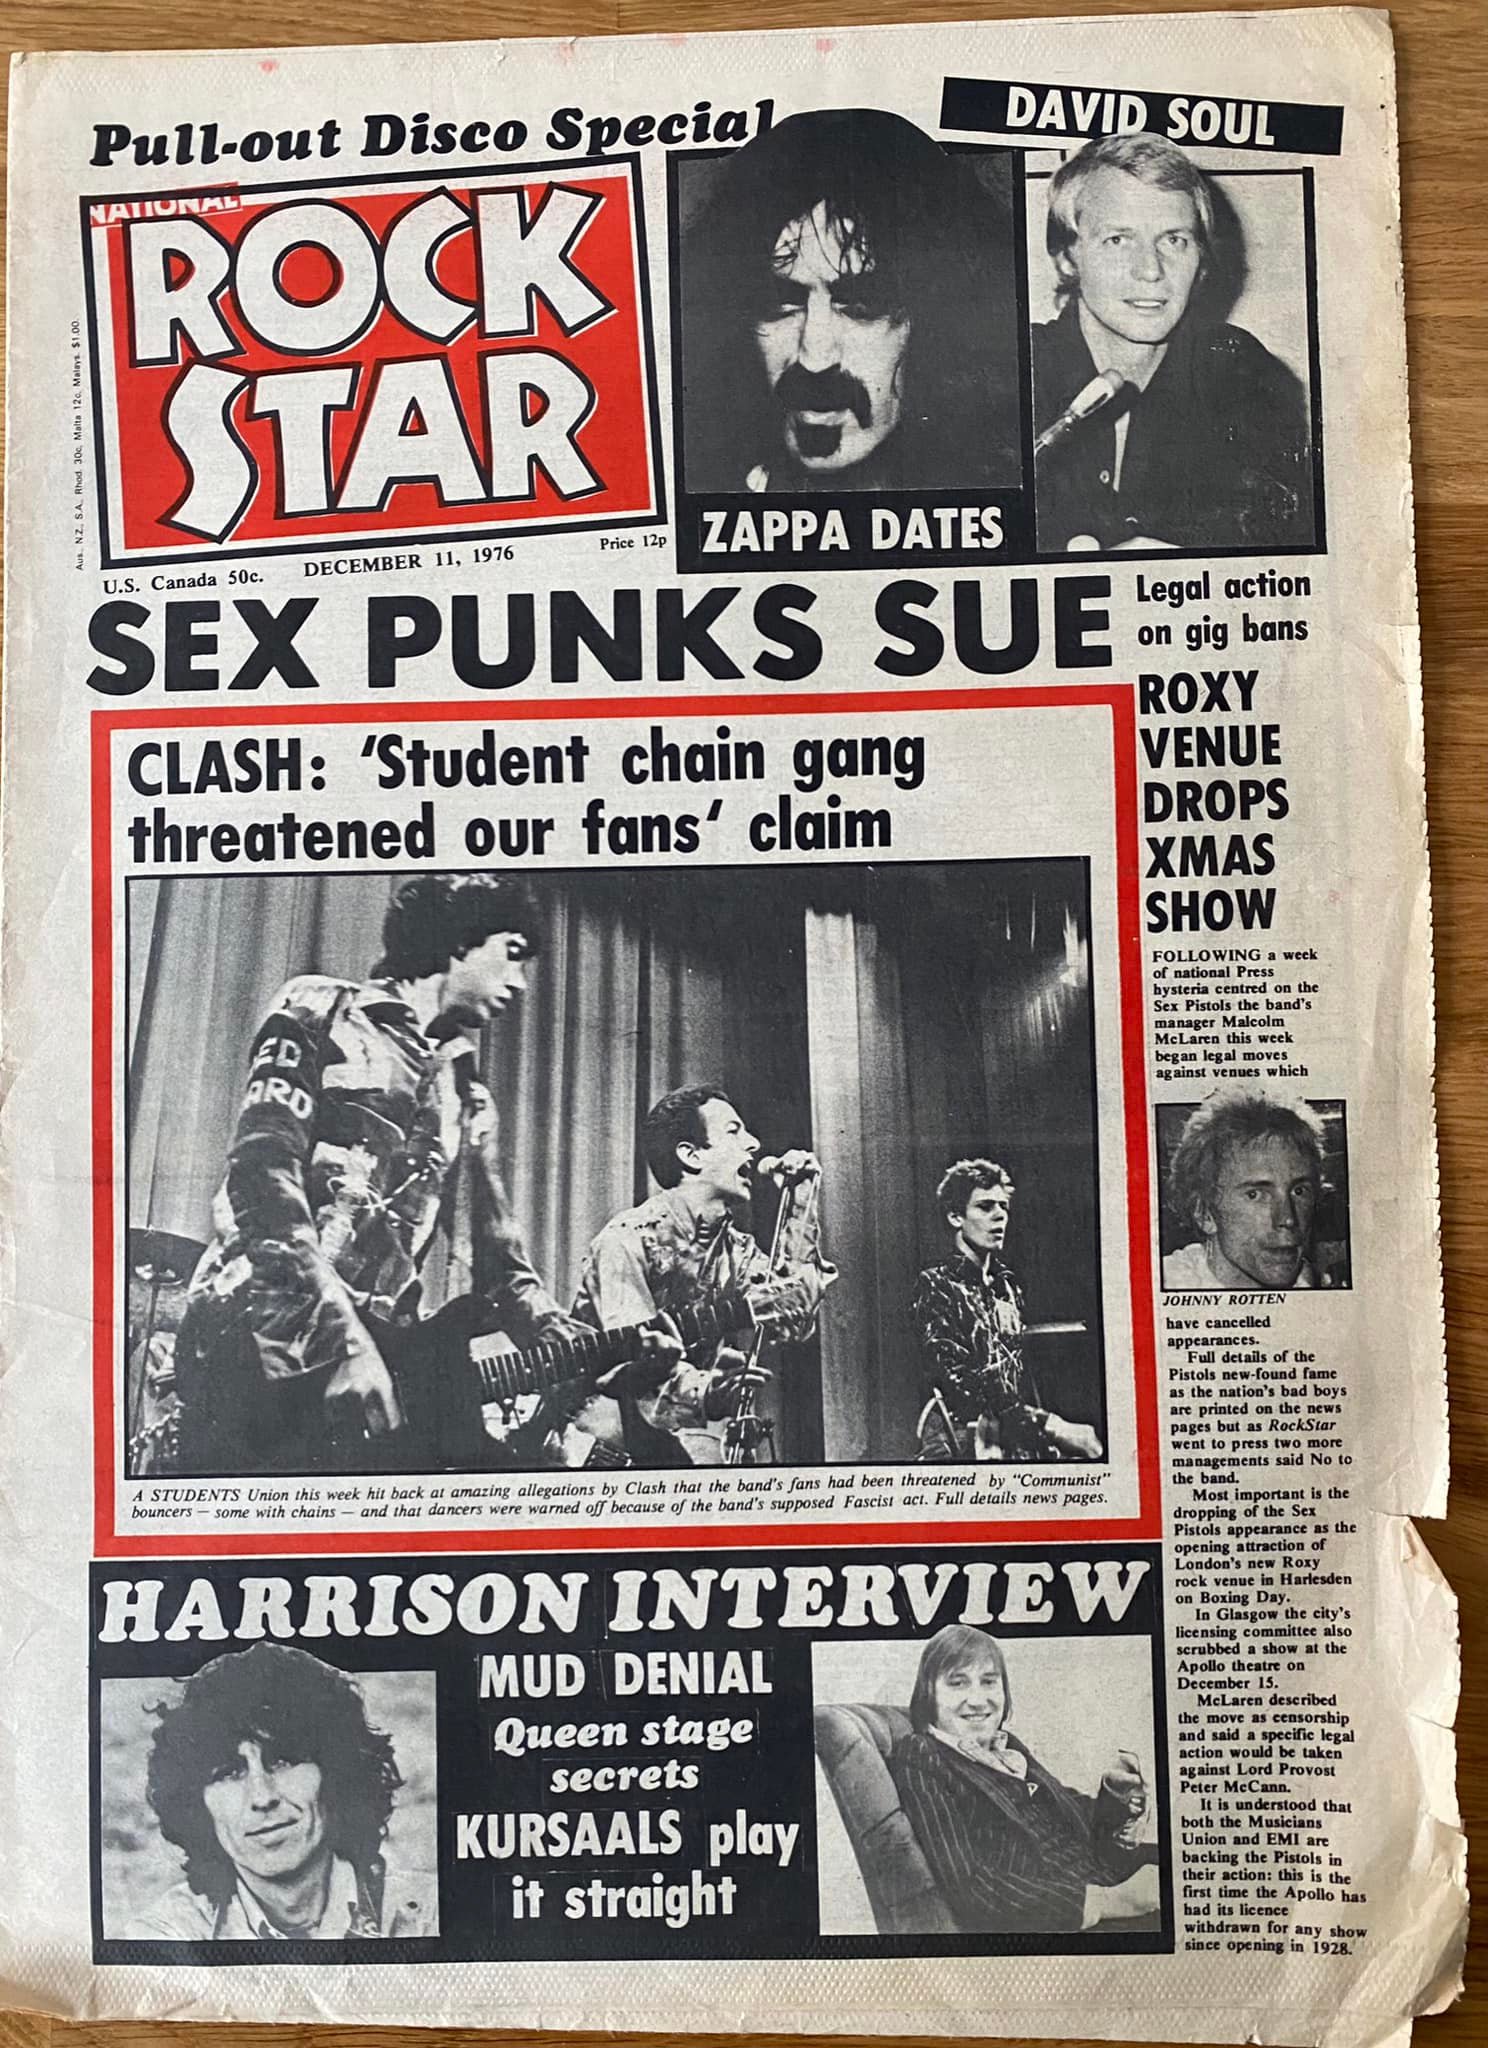 Pull-out Disco Special
DAVID SOUL
NATIONAL
ROCK
STAR
Aus., N.Z., S.A., Rhod. 30c, Malta 12c, Malays. $1.00.
U.S. Canada 50c. DECEMBER 11, 1976 Price 12p
ZAPPA DATES
SEX PUNKS SUE
Legal action
on gig bans
ROXY
VENUE
DROPS
XMAS
SHOW
CLASH: 'Student chain gang
threatened our fans' claim
ED
ARD
A STUDENTS Union this week hit back at amazing allegations by Clash that the band's fans had been threatened by "Communist"
bouncers — some with chains — and that dancers were warned off because of the band's supposed Fascist act. Full details news pages.
FOLLOWING a week
of national Press
hysteria centred on the
Sex Pistols the band's
manager Malcolm
McLaren this week
began legal moves
against venues which
JOHNNY ROTTEN
have cancelled
appearances.
Full details of the
Pistols new-found fame
as the nation's bad boys
are printed on the news
pages but as RockStar
went to press two more
managements said No to
the band.
Most important is the
dropping of the Sex
Pistols appearance as the
opening attraction of
London's new Roxy
rock venue in Harlesden
on Boxing Day.
In Glasgow the city's
licensing committee also
scrubbed a show at the
Apollo theatre on
December 15.
McLaren described
the move as censorship
and said a specific legal
action would be taken
against Lord Provost
Peter McCann.
It is understood that
both the Musicians
Union and EMI are
backing the Pistols in
their action: this is the
first time the Apollo has
had its licence
withdrawn for any show
since opening in 1928.
HARRISON INTERVIEW
MUD DENIAL
Queen stage
secrets
KURSAALS play
it straight